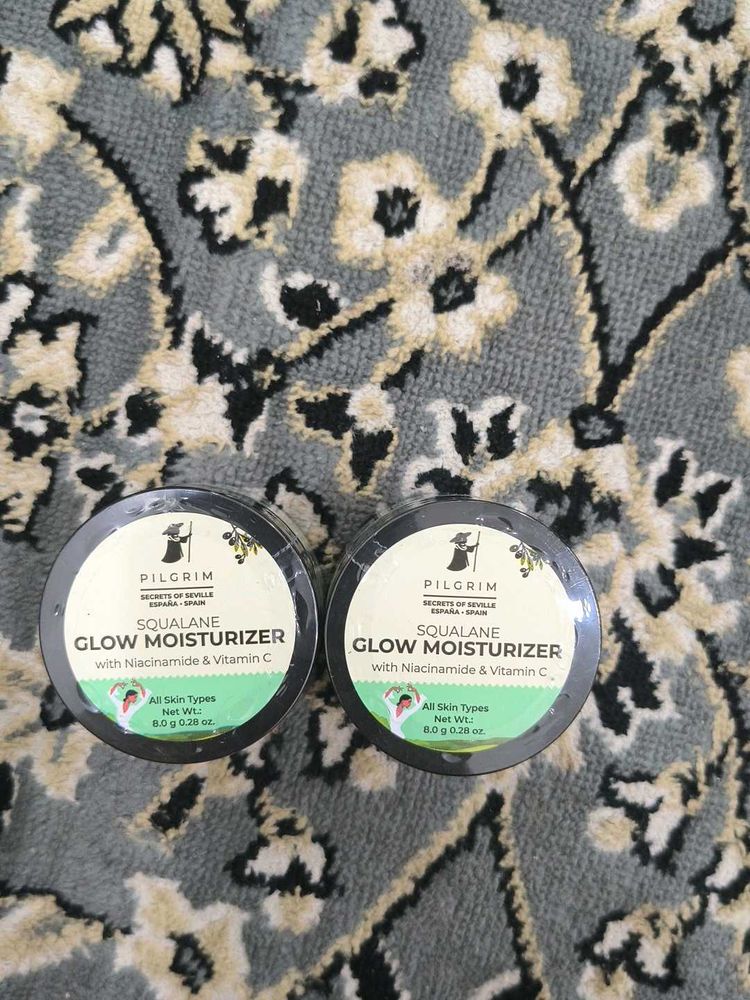 PILGRIM
SECRETS OF SEVILLE
ESPAÑA • SPAIN
SQUALANE
GLOW MOISTURIZER
with Niacinamide & Vitamin C
All Skin Types
Net Wt.:
8.0 g 0.28 oz.
PILGRIM
SECRETS OF SEVILLE
ESPAÑA • SPAIN
SQUALANE
GLOW MOISTURIZER
with Niacinamide & Vitamin C
All Skin Types
Net Wt.:
8.0 g 0.28 oz.